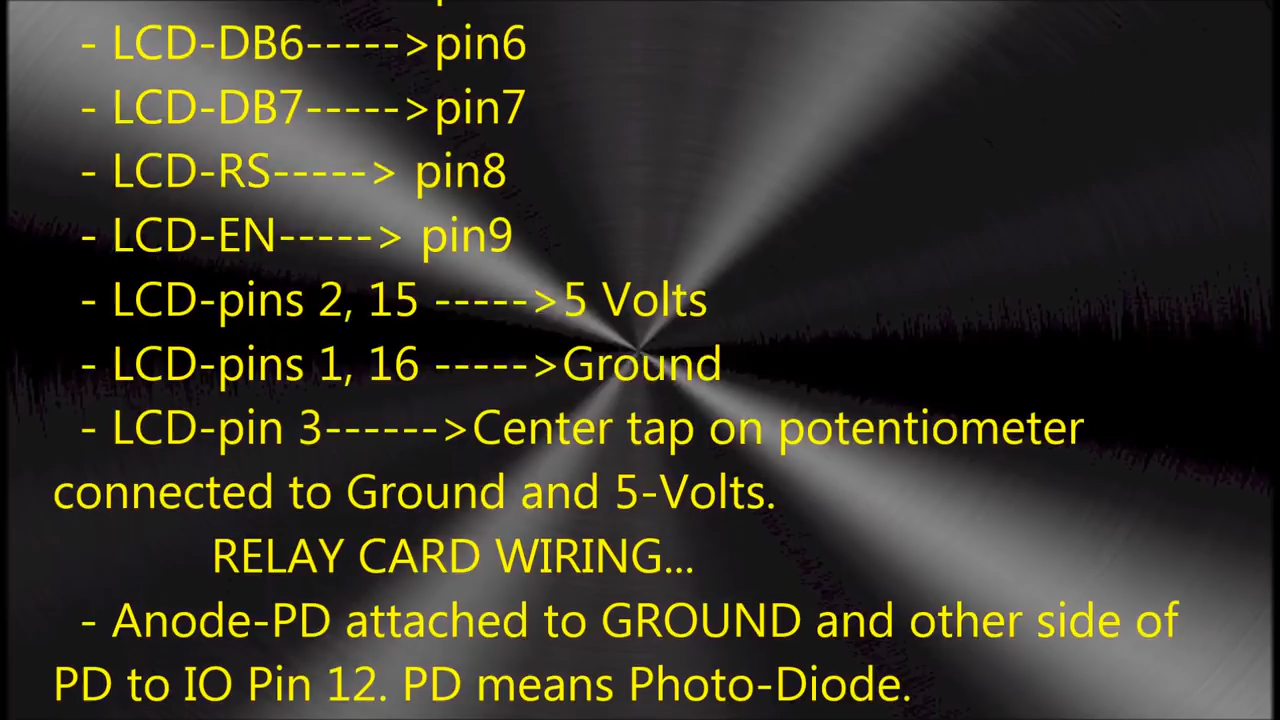 - LCD-DB6----->pin6
- LCD-DB7----->pin7
- LCD-RS-----> pin8
- LCD-EN-----> pin9
- LCD-pins 2, 15 ----->5 Volts
- LCD-pins 1, 16 ----->Ground
- LCD-pin 3------>Center tap on potentiometer
connected to Ground and 5-Volts.
RELAY CARD WIRING...
- Anode-PD attached to GROUND and other side of
PD to IO Pin 12. PD means Photo-Diode.